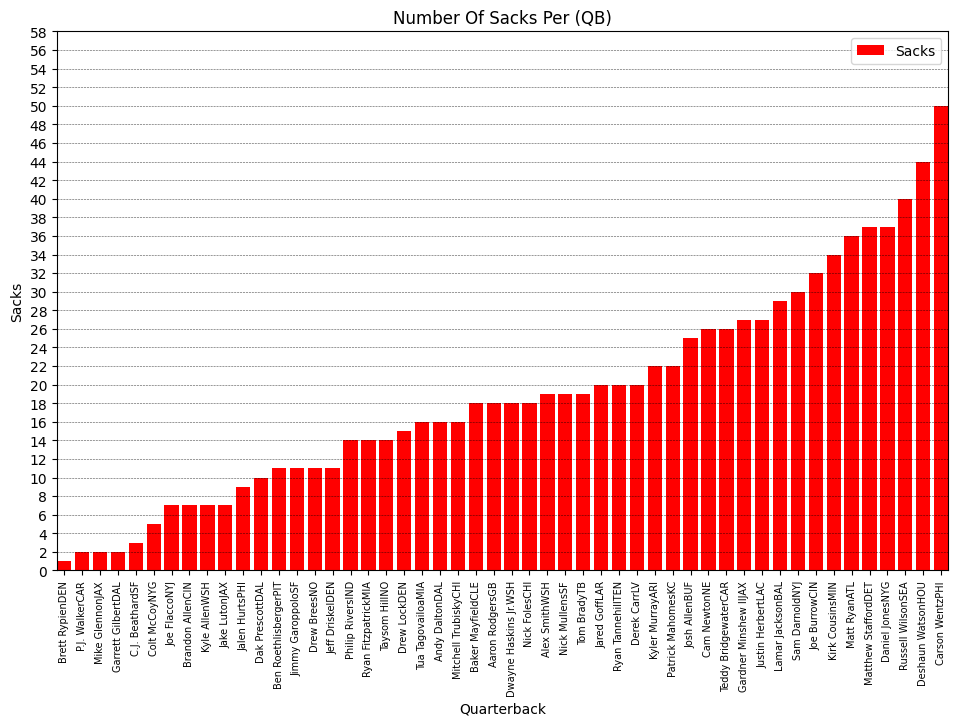 Number Of Sacks Per (QB)
58
56
54
52
50
48
46
44
42
40
38
36
34
32
30
28
26
24
22
20
18
16
14
12
10
8
6
4
2
0
Sacks
Sacks
Brett RypienDEN
P.J. WalkerCAR
Mike GlennonJAX
Garrett GilbertDAL
C.J. BeathardSF
Colt McCoyNYG
Joe FlaccoNYJ
Brandon AllenCIN
Kyle AllenWSH
Jake LutonJAX
Jalen HurtsPHI
Dak PrescottDAL
Ben RoethlisbergerPIT
Jimmy GaroppoloSF
Drew BreesNO
Jeff DriskelDEN
Philip RiversIND
Ryan FitzpatrickMIA
Taysom HillNO
Drew LockDEN
Tua TagovailoaMIA
Andy DaltonDAL
Mitchell TrubiskyCHI
Baker MayfieldCLE
Aaron RodgersGB
Dwayne Haskins Jr.WSH
Nick FolesCHI
Alex SmithWSH
Nick MullensSF
Tom BradyTB
Jared GoffLAR
Ryan TannehillTEN
Derek CarrLV
Kyler MurrayARI
Patrick MahomesKC
Josh AllenBUF
Cam NewtonNE
Teddy BridgewaterCAR
Gardner Minshew IIJAX
Justin HerbertLAC
Lamar JacksonBAL
Sam DarnoldNYJ
Joe BurrowCIN
Kirk CousinsMIN
Matt RyanATL
Matthew StaffordDET
Daniel JonesNYG
Russell WilsonSEA
Deshaun WatsonHOU
Carson WentzPHI
Quarterback